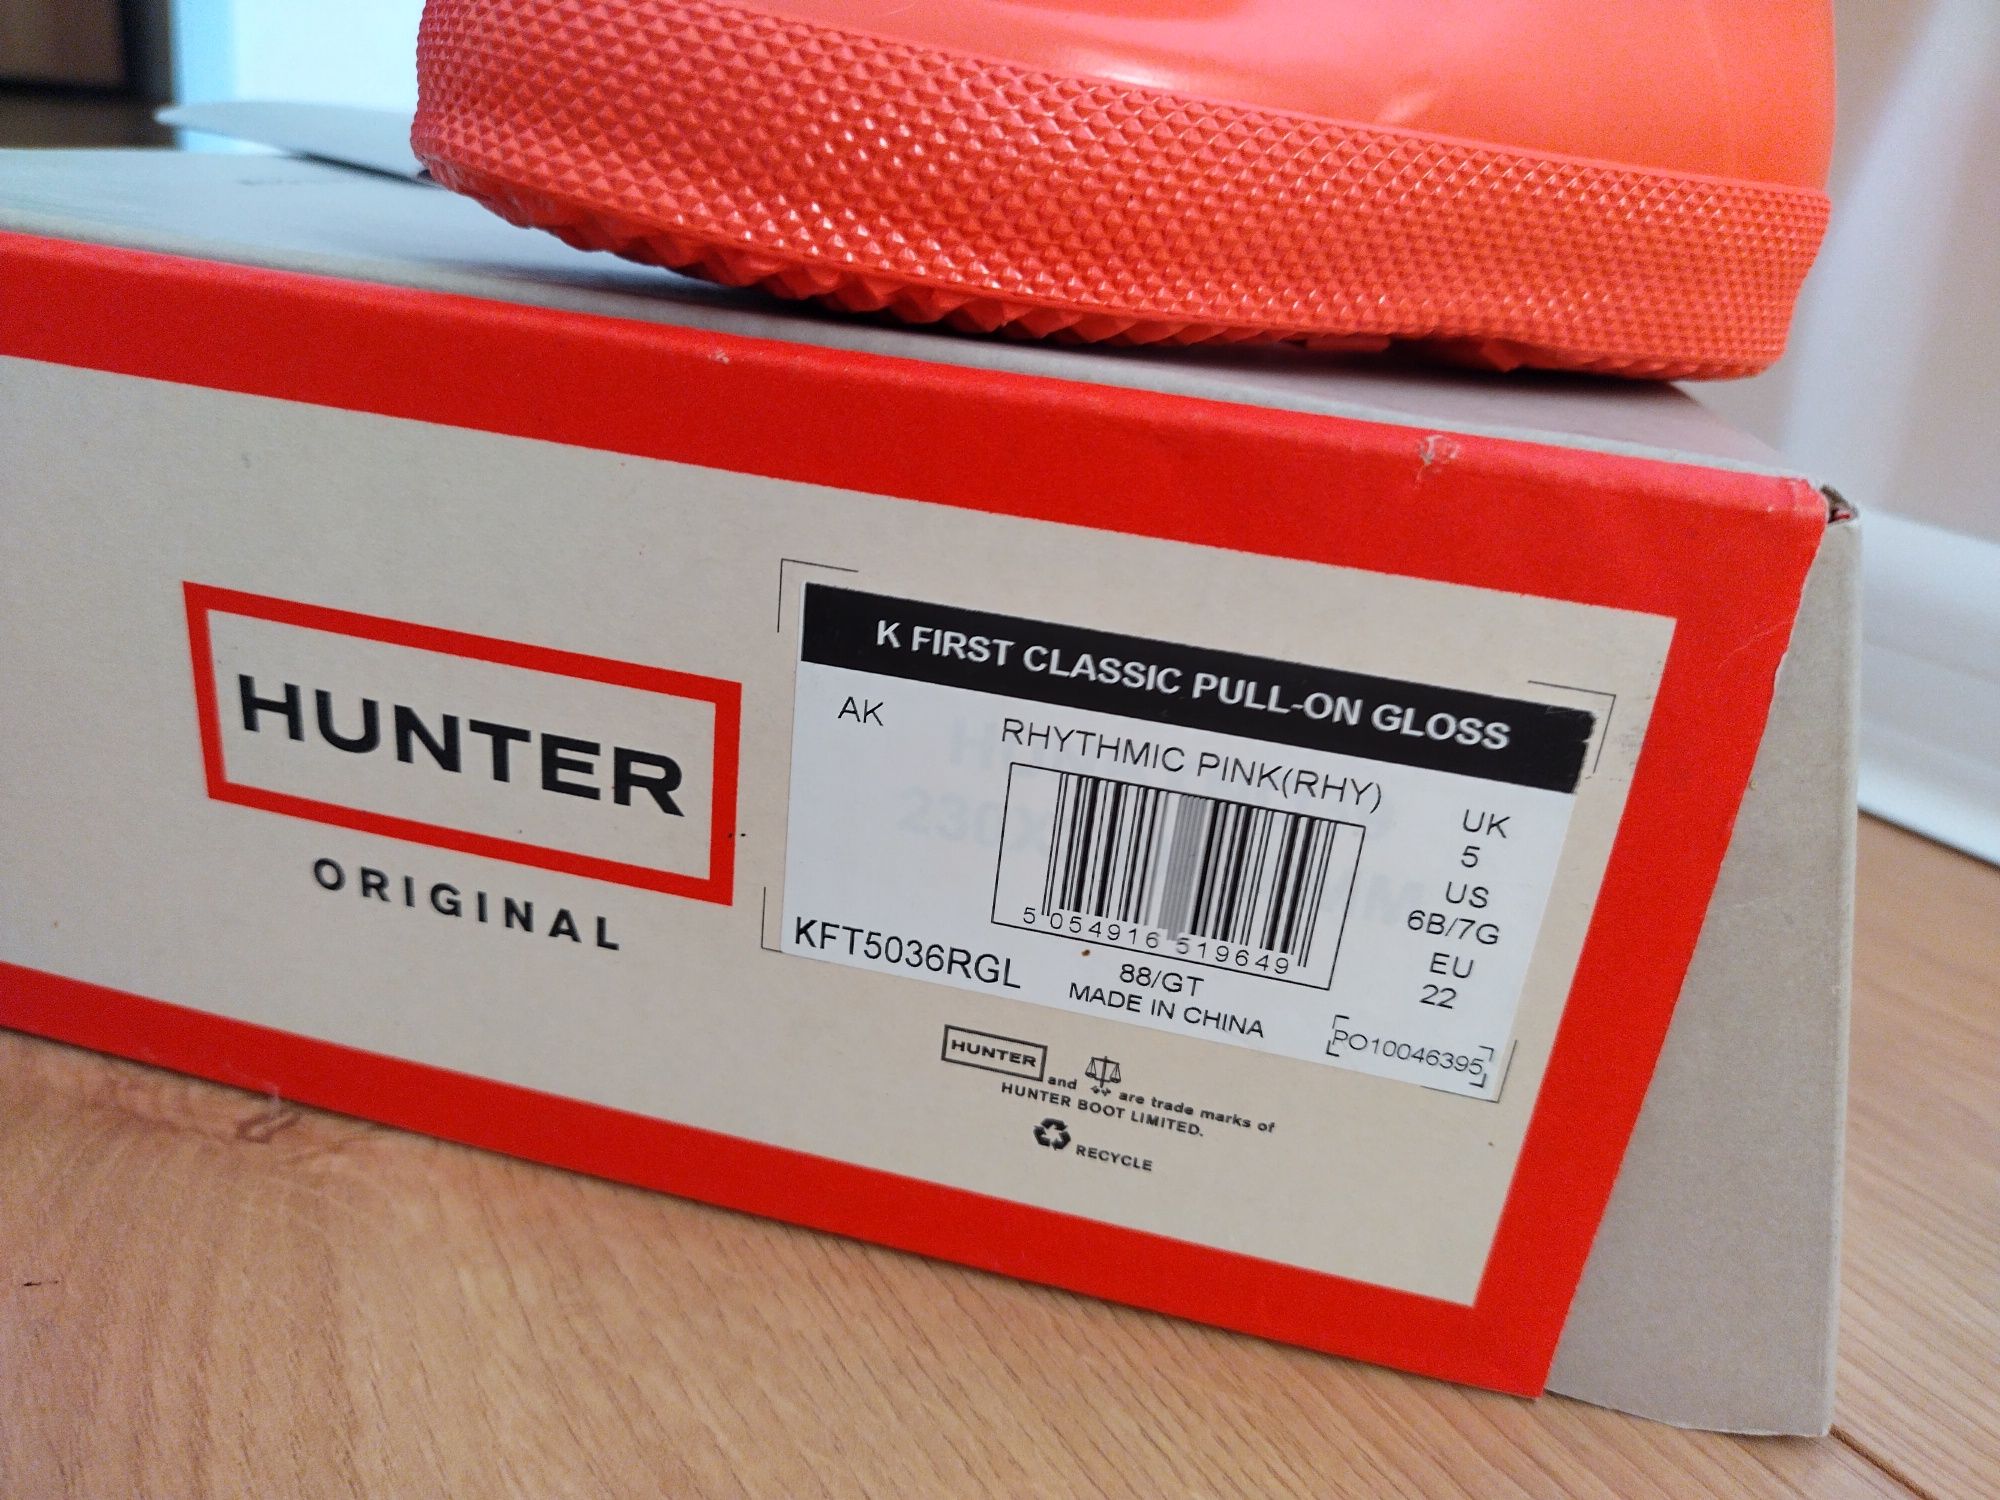 HUNTER
ORIGINAL
K FIRST CLASSIC PULL-ON GLOSS
AK
RHYTHMIC PINK(RHY)
5 054916 519649
UK
5
US
6B/7G
EU
22
KFT5036RGL
88/GT
MADE IN CHINA
PO10046395
HUNTER and are trade marks of
HUNTER BOOT LIMITED.
RECYCLE